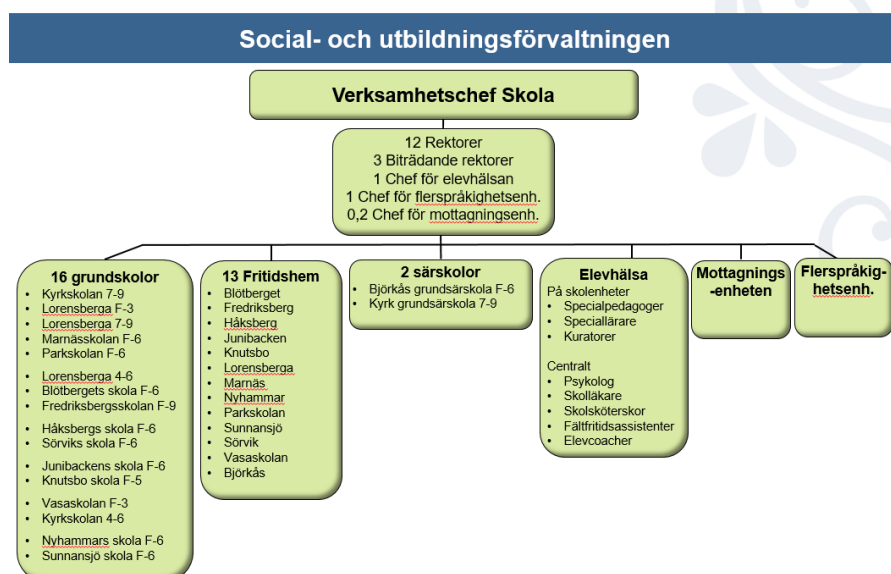 Social- och utbildningsförvaltningen
Verksamhetschef Skola
12 Rektorer
3 Biträdande rektorer
1 Chef för elevhälsan
1 Chef för flerspråkighetsenh.
0,2 Chef för mottagningsenh.
16 grundskolor
• Kyrkskolan 7-9
• Lorensberga F-3
• Lorensberga 7-9
• Marnässkolan F-6
• Parkskolan F-6
• Lorensberga 4-6
• Blötbergets skola F-6
• Fredriksbergsskolan F-9
• Håksbergs skola F-6
• Sörviks skola F-6
• Junibackens skola F-6
• Knutsbo skola F-5
• Vasaskolan F-3
• Kyrkskolan 4-6
• Nyhammars skola F-6
• Sunnansjö skola F-6
13 Fritidshem
• Blötberget
• Fredriksberg
• Håksberg
• Junibacken
• Knutsbo
• Lorensberga
• Marnäs
• Nyhammar
• Parkskolan
• Sunnansjö
• Sörvik
• Vasaskolan
• Björkås
2 särskolor
• Björkås grundsärskola F-6
• Kyrk grundsärskola 7-9
Elevhälsa
På skolenheter
• Specialpedagoger
• Speciallärare
• Kuratorer
Centralt
• Psykolog
• Skolläkare
• Skolsköterskor
• Fältfritidsassistenter
• Elevcoacher
Mottagnings
-enheten
Flerspråkig-
hetsenh.